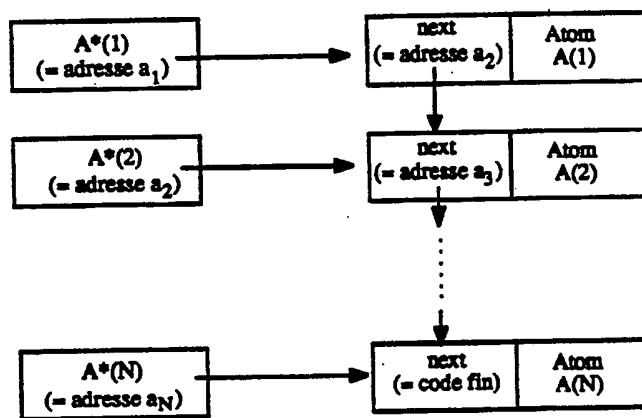 A*(1)
(= adresse a1)
next
(= adresse a2)
Atom
A(1)
A*(2)
(= adresse a2)
next
(= adresse a3)
Atom
A(2)
A*(N)
(= adresse aN)
next
(= code fin)
Atom
A(N)